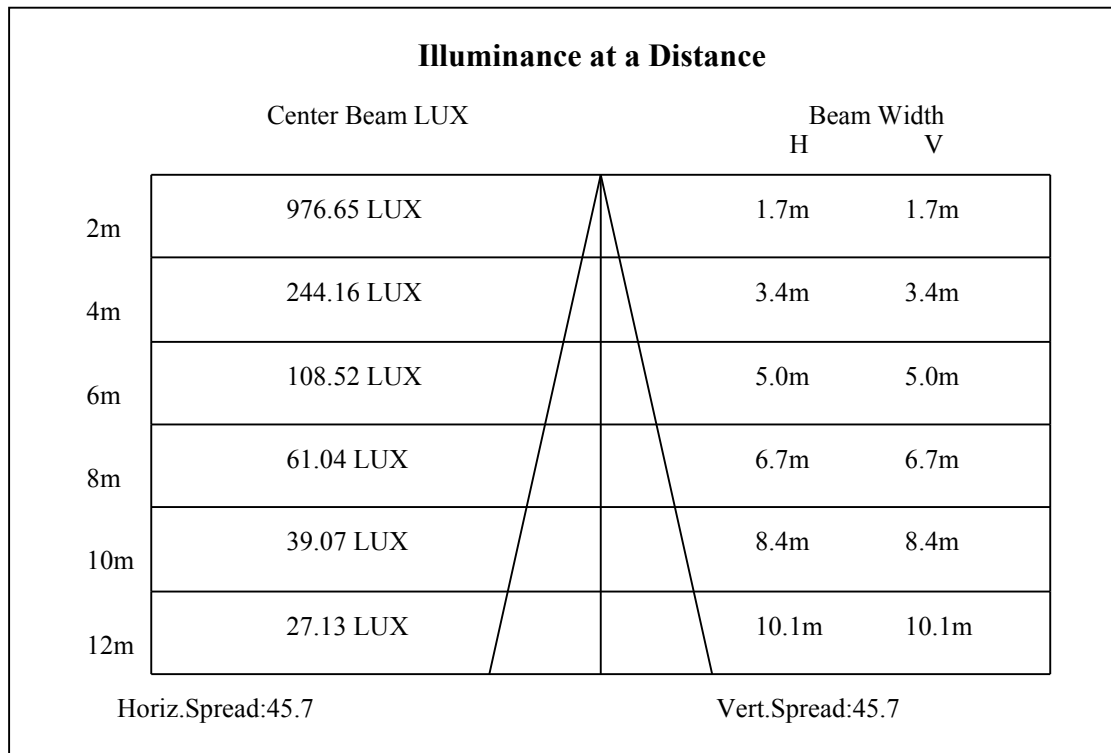 Illuminance at a Distance
Center Beam LUX Beam Width
H V
2m 976.65 LUX 1.7m 1.7m
4m 244.16 LUX 3.4m 3.4m
6m 108.52 LUX 5.0m 5.0m
8m 61.04 LUX 6.7m 6.7m
10m 39.07 LUX 8.4m 8.4m
12m 27.13 LUX 10.1m 10.1m
Horiz.Spread:45.7 Vert.Spread:45.7